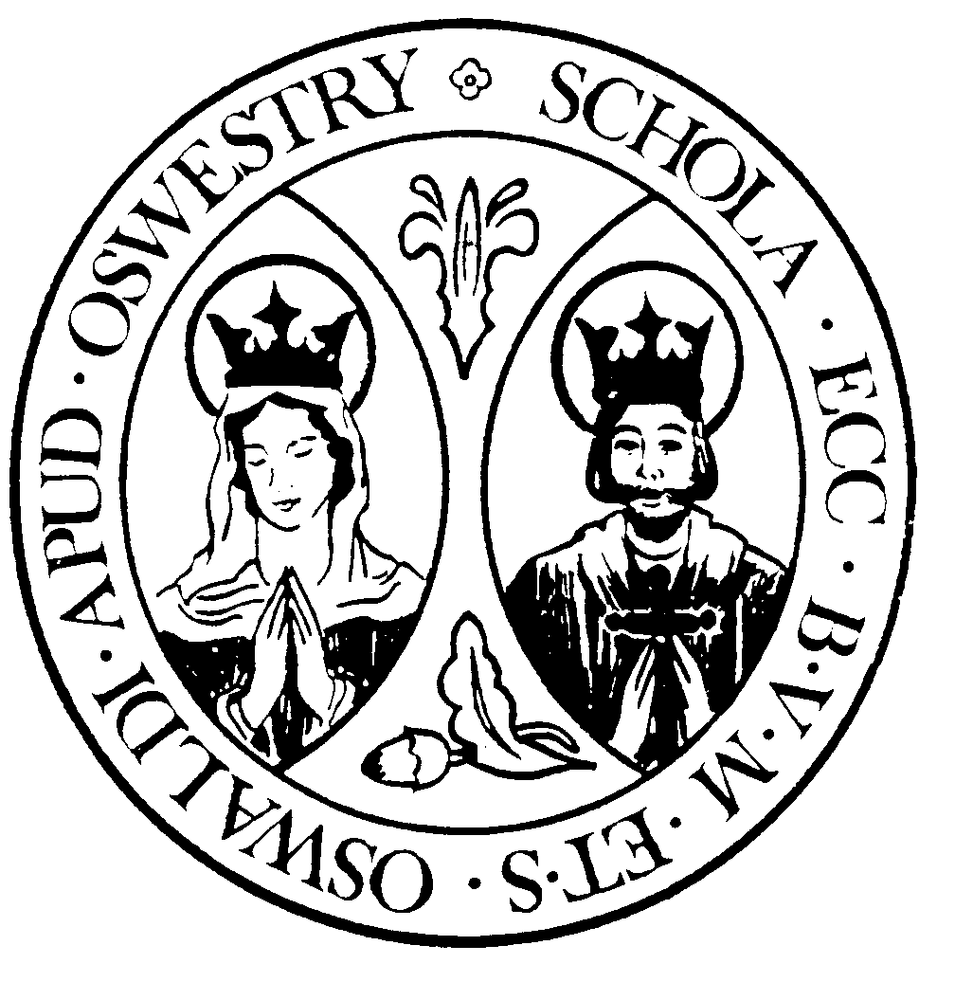 SCHOLA · ECC · B · V · M · ET · S · OSWALDI · APUD · OSWESTRY